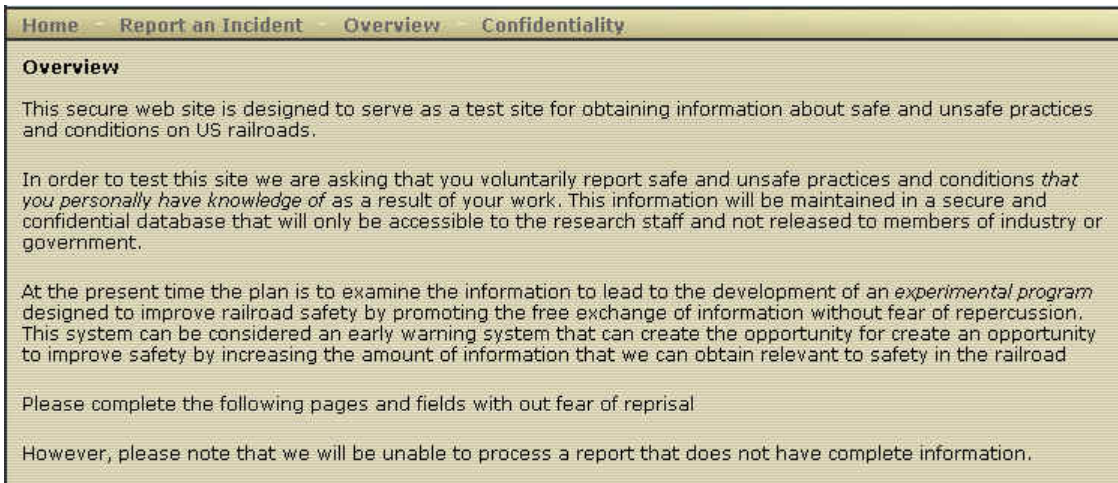 Home - Report an Incident - Overview - Confidentiality
Overview
This secure web site is designed to serve as a test site for obtaining information about safe and unsafe practices
and conditions on US railroads.
In order to test this site we are asking that you voluntarily report safe and unsafe practices and conditions that
you personally have knowledge of as a result of your work. This information will be maintained in a secure and
confidential database that will only be accessible to the research staff and not released to members of industry or
government.
At the present time the plan is to examine the information to lead to the development of an experimental program
designed to improve railroad safety by promoting the free exchange of information without fear of repercussion.
This system can be considered an early warning system that can create the opportunity for create an opportunity
to improve safety by increasing the amount of information that we can obtain relevant to safety in the railroad
Please complete the following pages and fields with out fear of reprisal
However, please note that we will be unable to process a report that does not have complete information.